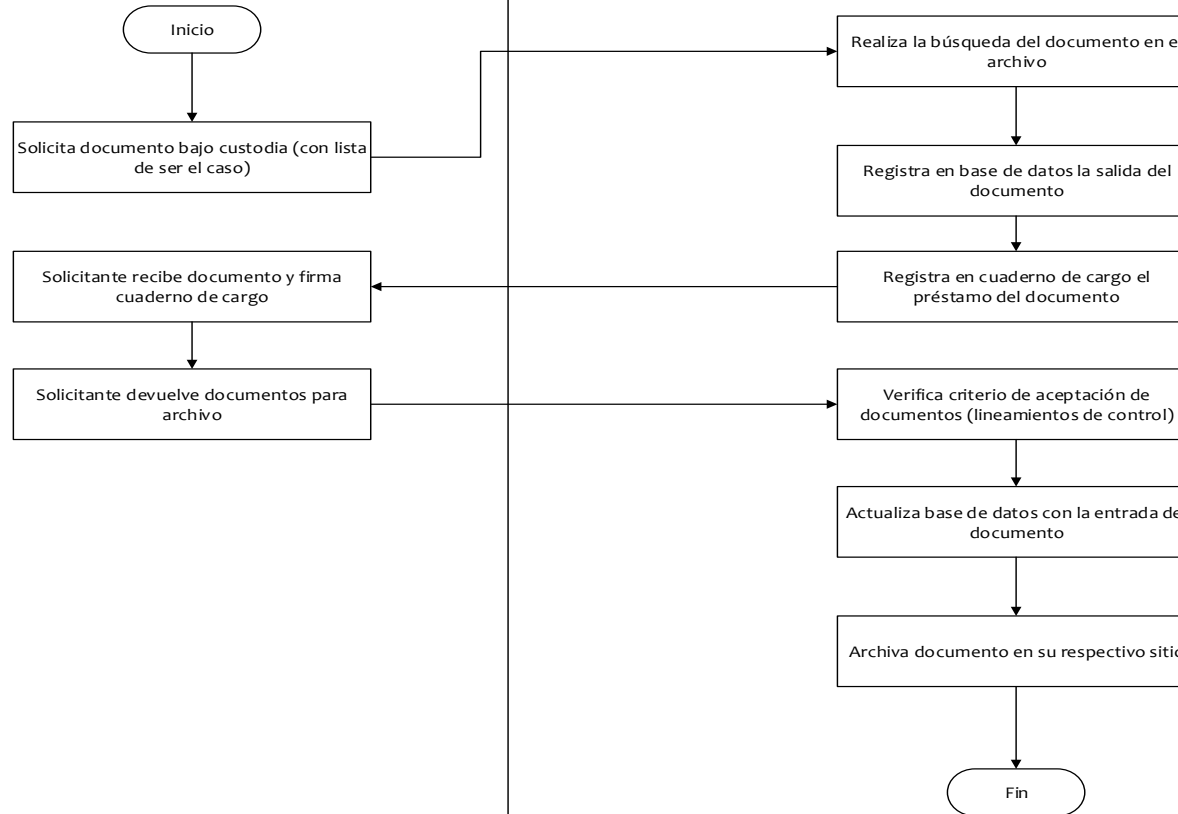 Inicio
Solicita documento bajo custodia (con lista
de ser el caso)
Realiza la búsqueda del documento en e
archivo
Registra en base de datos la salida del
documento
Registra en cuaderno de cargo el
préstamo del documento
Solicitante recibe documento y firma
cuaderno de cargo
Solicitante devuelve documentos para
archivo
Verifica criterio de aceptación de
documentos (lineamientos de control)
Actualiza base de datos con la entrada de
documento
Archiva documento en su respectivo sitio
Fin